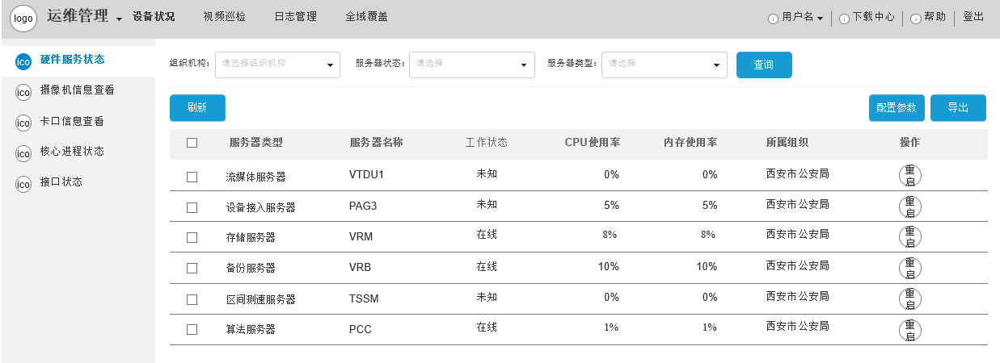 logo 运维管理 设备状况 视频巡检 日志管理 全域覆盖 用户名 下载中心 帮助 登出
ico 硬件服务状态
ico 摄像机信息查看
ico 卡口信息查看
ico 核心进程状态
ico 接口状态
组织机构: 请选择组织机构 服务器状态: 请选择 服务器类型: 请选择 查询
刷新 配置参数 导出
服务器类型 服务器名称 工作状态 CPU使用率 内存使用率 所属组织 操作
流媒体服务器 VTDU1 未知 0% 0% 西安市公安局 重启
设备接入服务器 PAG3 未知 5% 5% 西安市公安局 重启
存储服务器 VRM 在线 8% 8% 西安市公安局 重启
备份服务器 VRB 在线 10% 10% 西安市公安局 重启
区间测速服务器 TSSM 未知 0% 0% 西安市公安局 重启
算法服务器 PCC 在线 1% 1% 西安市公安局 重启